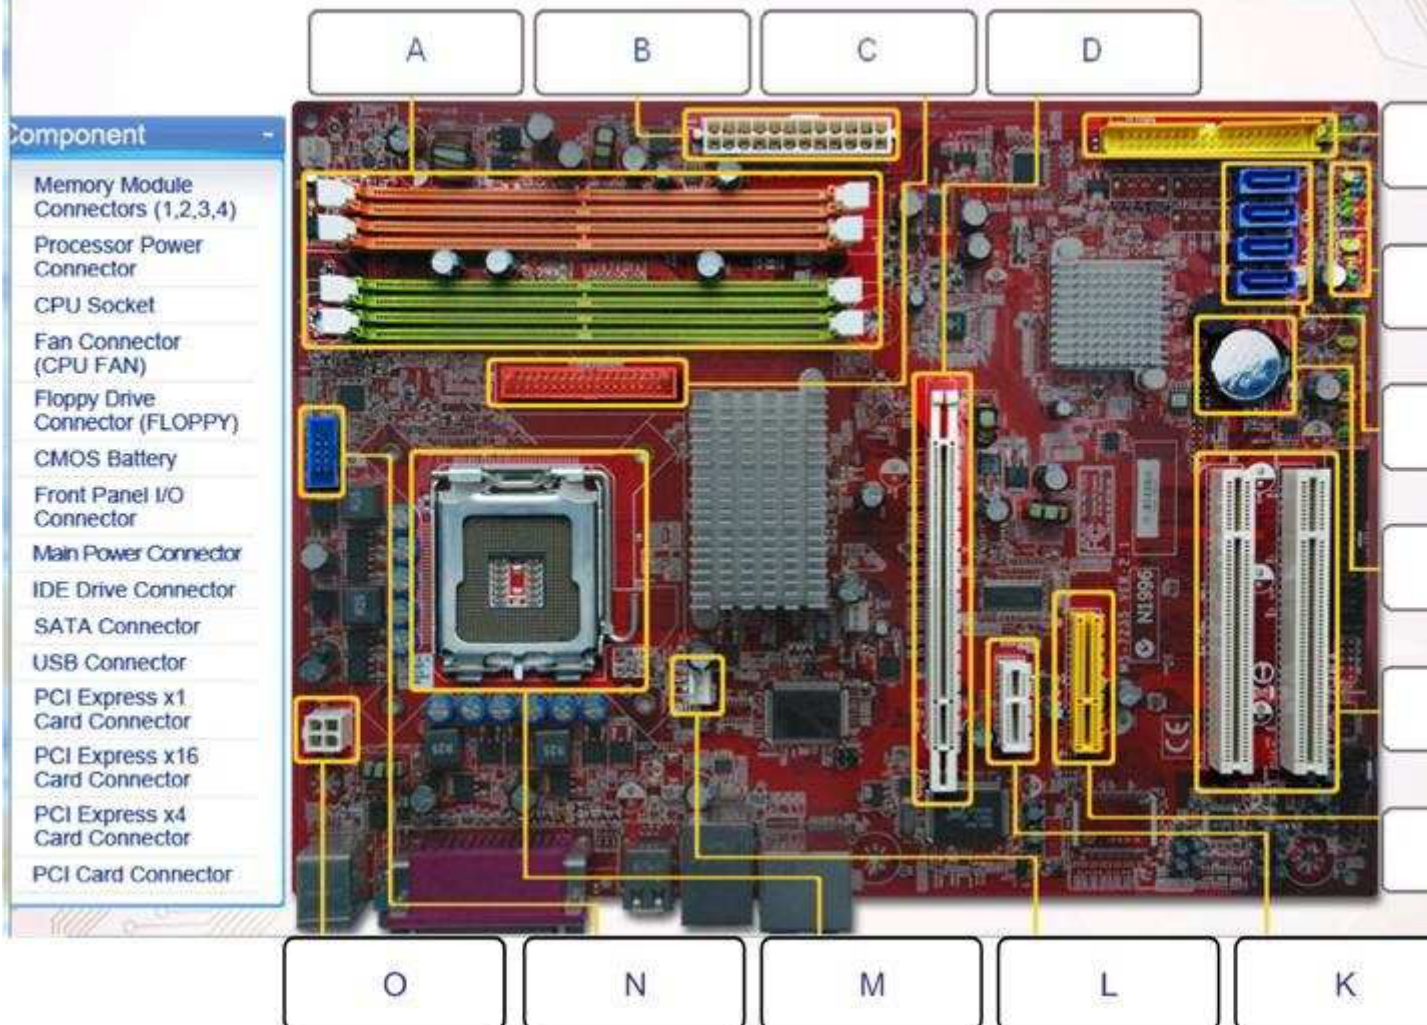 A
B
C
D
Component -
Memory Module
Connectors (1,2,3,4)
Processor Power
Connector
CPU Socket
Fan Connector
(CPU FAN)
Floppy Drive
Connector (FLOPPY)
CMOS Battery
Front Panel I/O
Connector
Main Power Connector
IDE Drive Connector
SATA Connector
USB Connector
PCI Express x1
Card Connector
PCI Express x16
Card Connector
PCI Express x4
Card Connector
PCI Card Connector
N1996
CE
O
N
M
L
K